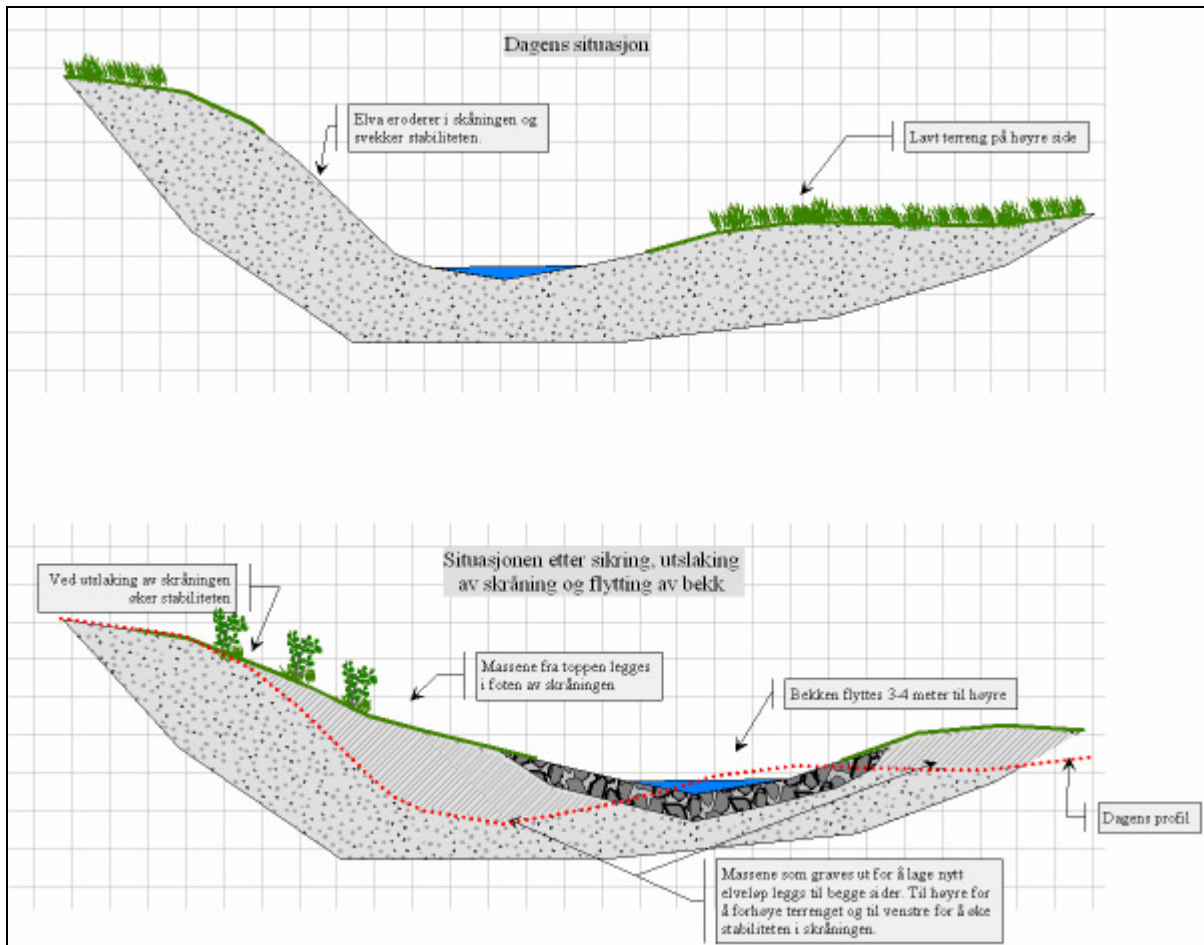 Dagens situasjon
Elva eroderer i skåningen og
svekker stabiliteten.
Lavt terreng på høyre side
Situasjonen etter sikring, utslaking
av skråning og flytting av bekk
Ved utslaking av skråningen
øker stabiliteten
Massene fra toppen legges
i foten av skråningen
Bekken flyttes 3-4 meter til høyre
Dagens profil
Massene som graves ut for å lage nytt
elveløp leggs til begge sider. Til høyre for
å forhøye terrenget og til venstre for å øke
stabiliteten i skråningen.